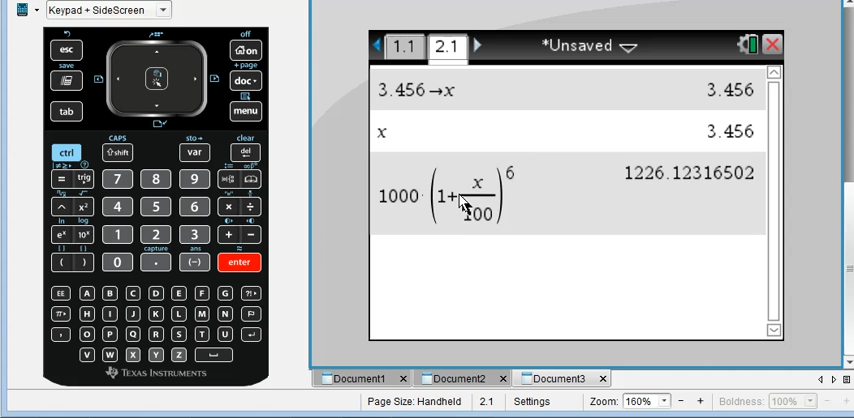 Keypad + SideScreen
off
esc
on
save
+ page
doc
tab
menu
CAPS
sto→
clear
ctrl
shift
var
del
= trig 7 8 9
^ x² 4 5 6 × ÷
ln log
eˣ 10ˣ 1 2 3 + −
[ ] { } capture ans ≈
( ) 0 . (−) enter
EE A B C D E F G ?!
π H I J K L M N
, O P Q R S T U
V W X Y Z
TEXAS INSTRUMENTS
1.1 2.1 *Unsaved
3.456→x 3.456
x 3.456
1000·(1+x/100)⁶ 1226.12316502
Document1 Document2 Document3
Page Size: Handheld 2.1 Settings Zoom: 160% − + Boldness: 100% − +